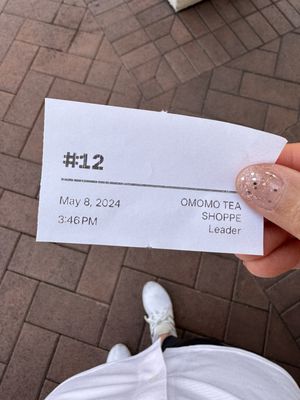 #:12
May 8, 2024
3:46 PM
OMOMO TEA
SHOPPE
Leader